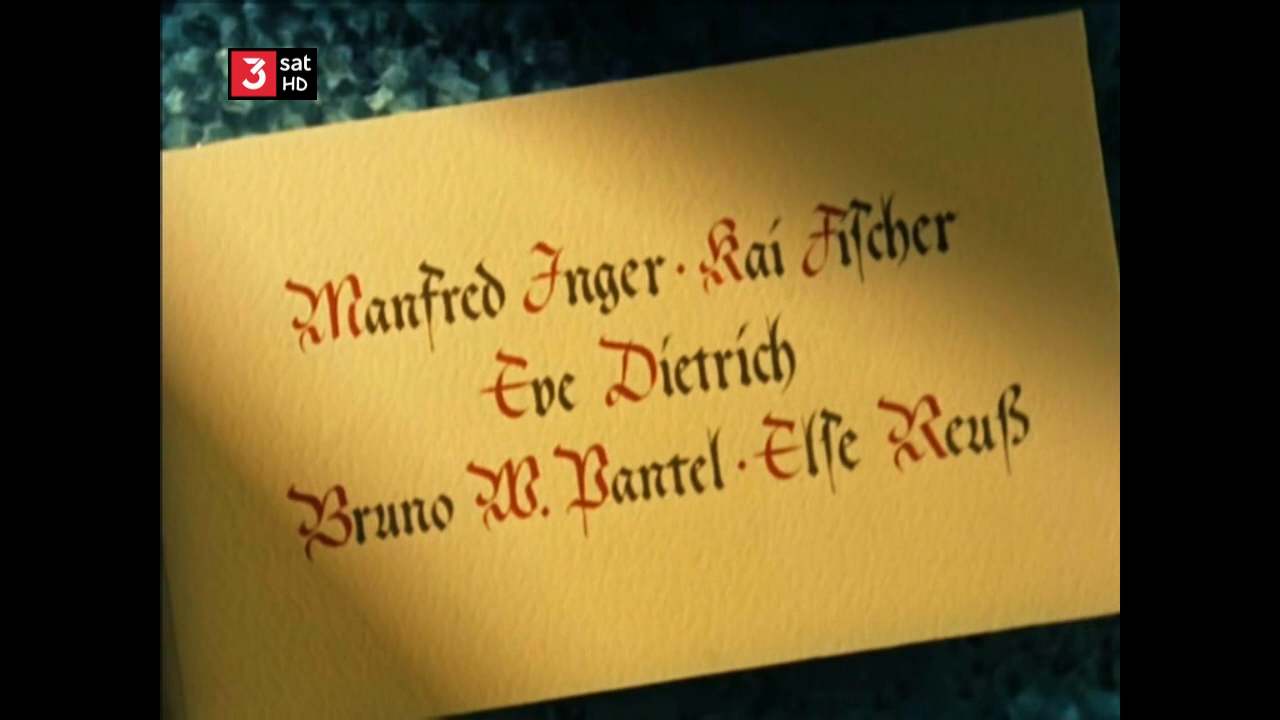 3sat
HD
Manfred Inger · Kai Fiſcher
Eve Dietrich
Bruno W. Pantel · Elſe Reuß